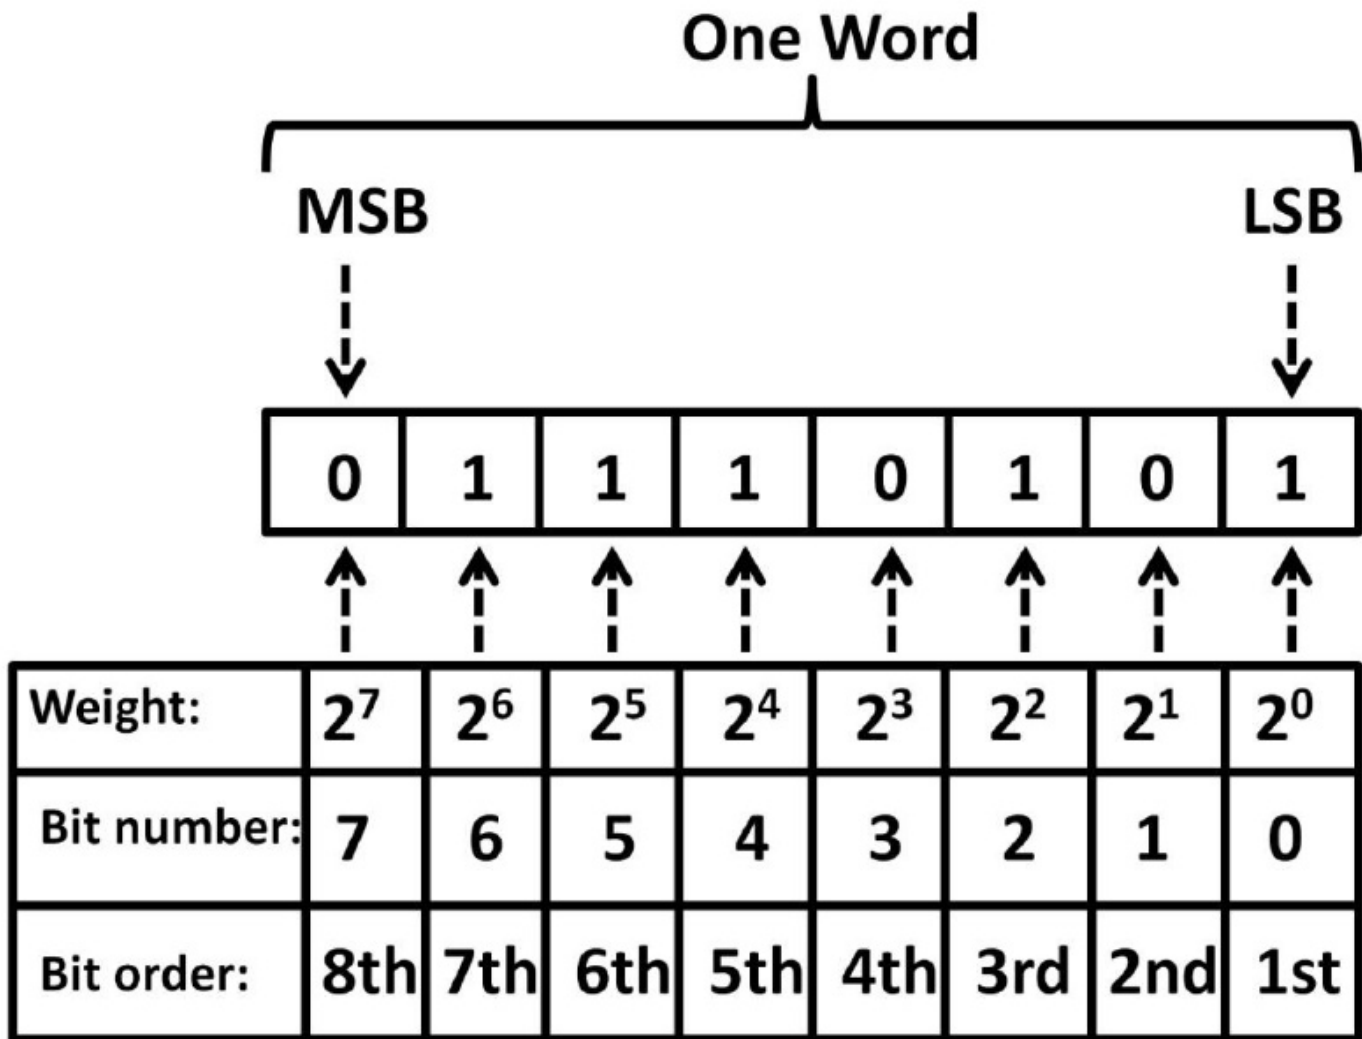 One Word
MSB LSB
0 1 1 1 0 1 0 1
Weight: 2⁷ 2⁶ 2⁵ 2⁴ 2³ 2² 2¹ 2⁰
Bit number: 7 6 5 4 3 2 1 0
Bit order: 8th 7th 6th 5th 4th 3rd 2nd 1st